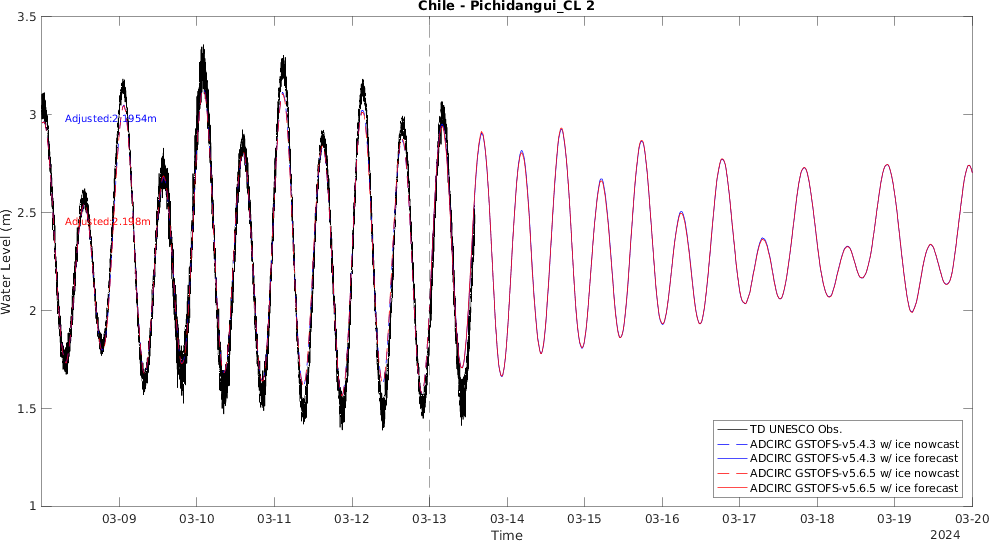 Chile - Pichidangui_CL 2
3.5
3
2.5
2
1.5
1
Water Level (m)
Adjusted:2.1954m
Adjusted:2.198m
TD UNESCO Obs.
ADCIRC GSTOFS-v5.4.3 w/ ice nowcast
ADCIRC GSTOFS-v5.4.3 w/ ice forecast
ADCIRC GSTOFS-v5.6.5 w/ ice nowcast
ADCIRC GSTOFS-v5.6.5 w/ ice forecast
03-09 03-10 03-11 03-12 03-13 03-14 03-15 03-16 03-17 03-18 03-19 03-20
Time
2024